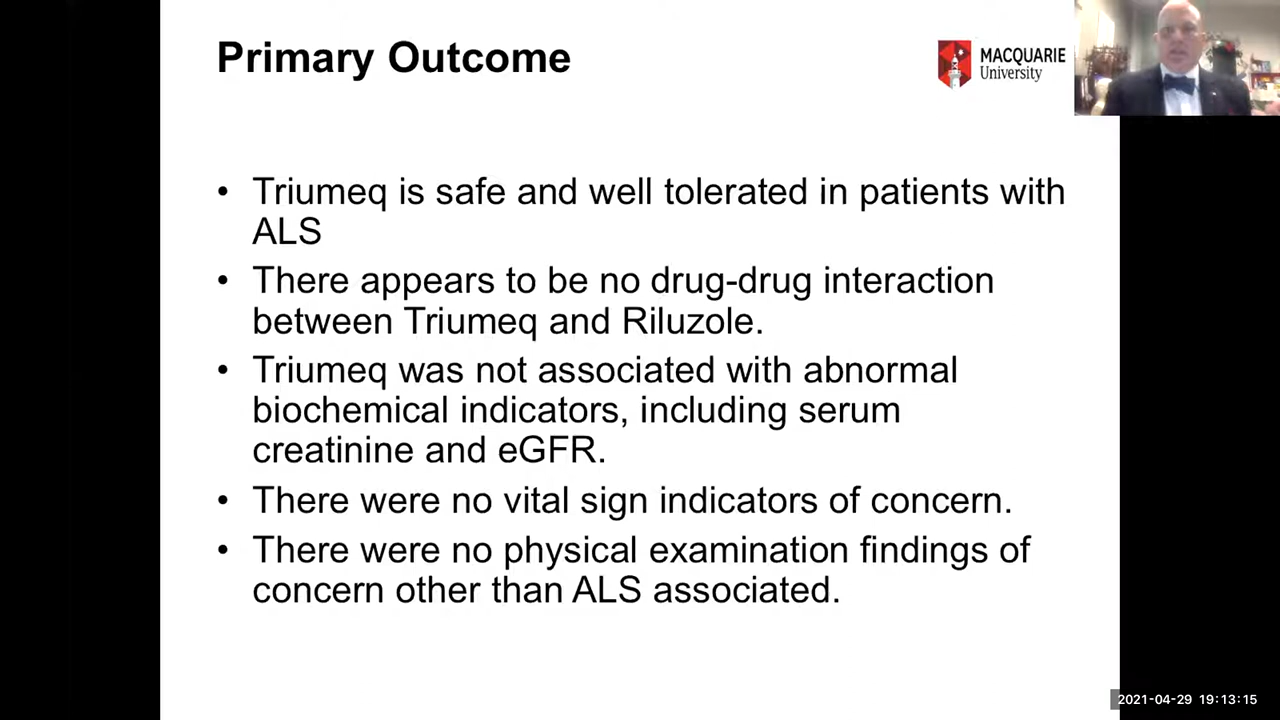 Primary Outcome
MACQUARIE
University
• Triumeq is safe and well tolerated in patients with
ALS
• There appears to be no drug-drug interaction
between Triumeq and Riluzole.
• Triumeq was not associated with abnormal
biochemical indicators, including serum
creatinine and eGFR.
• There were no vital sign indicators of concern.
• There were no physical examination findings of
concern other than ALS associated.
2021-04-29 19:13:15